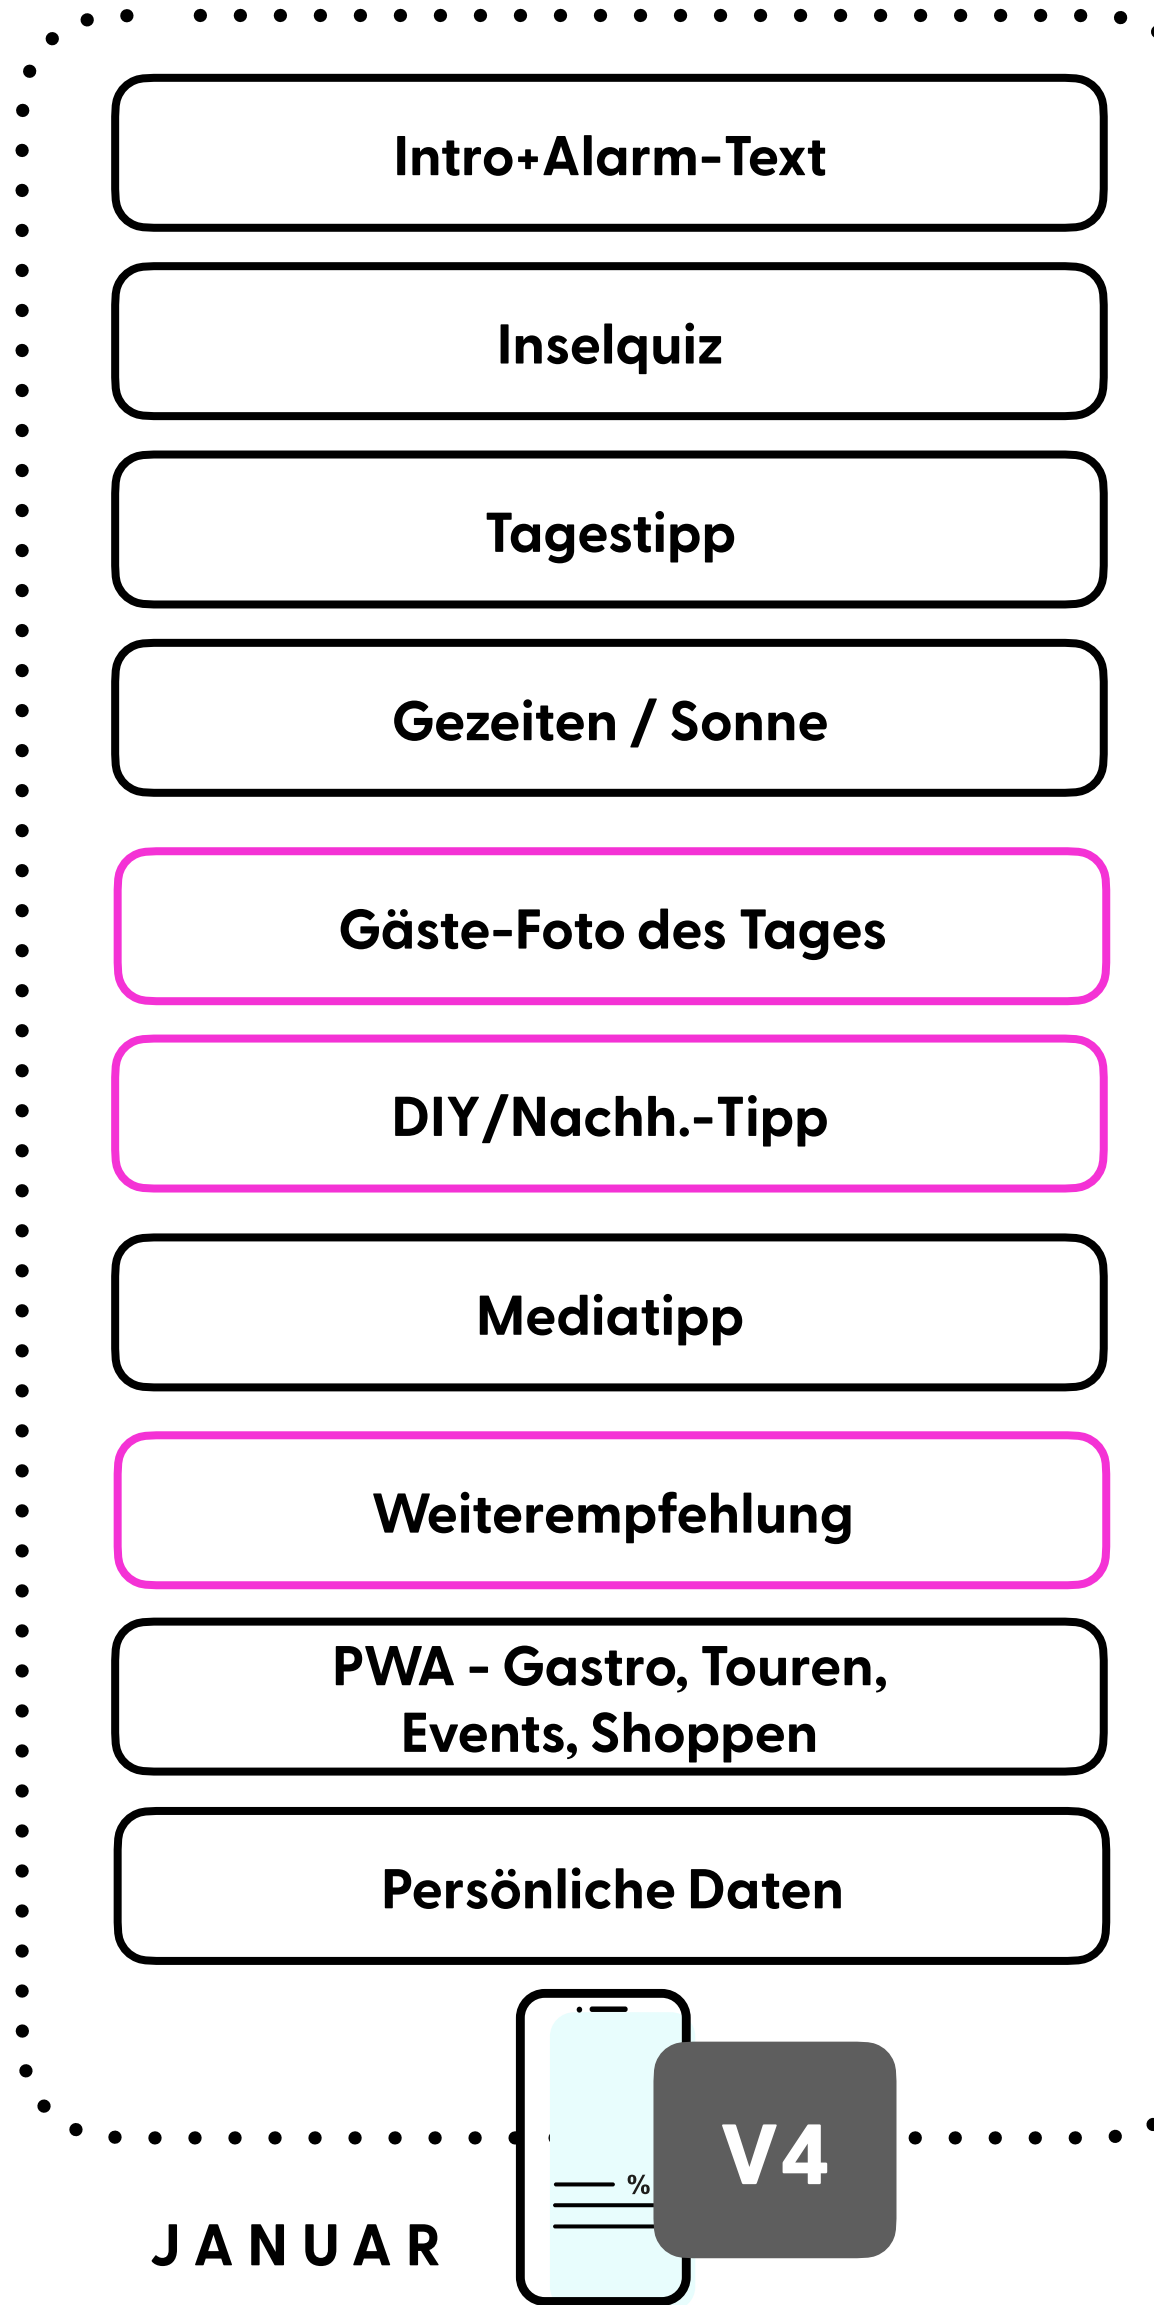 Intro+Alarm-Text
Inselquiz
Tagestipp
Gezeiten / Sonne
Gäste-Foto des Tages
DIY/Nachh.-Tipp
Mediatipp
Weiterempfehlung
PWA - Gastro, Touren,
Events, Shoppen
Persönliche Daten
%
V4
JANUAR